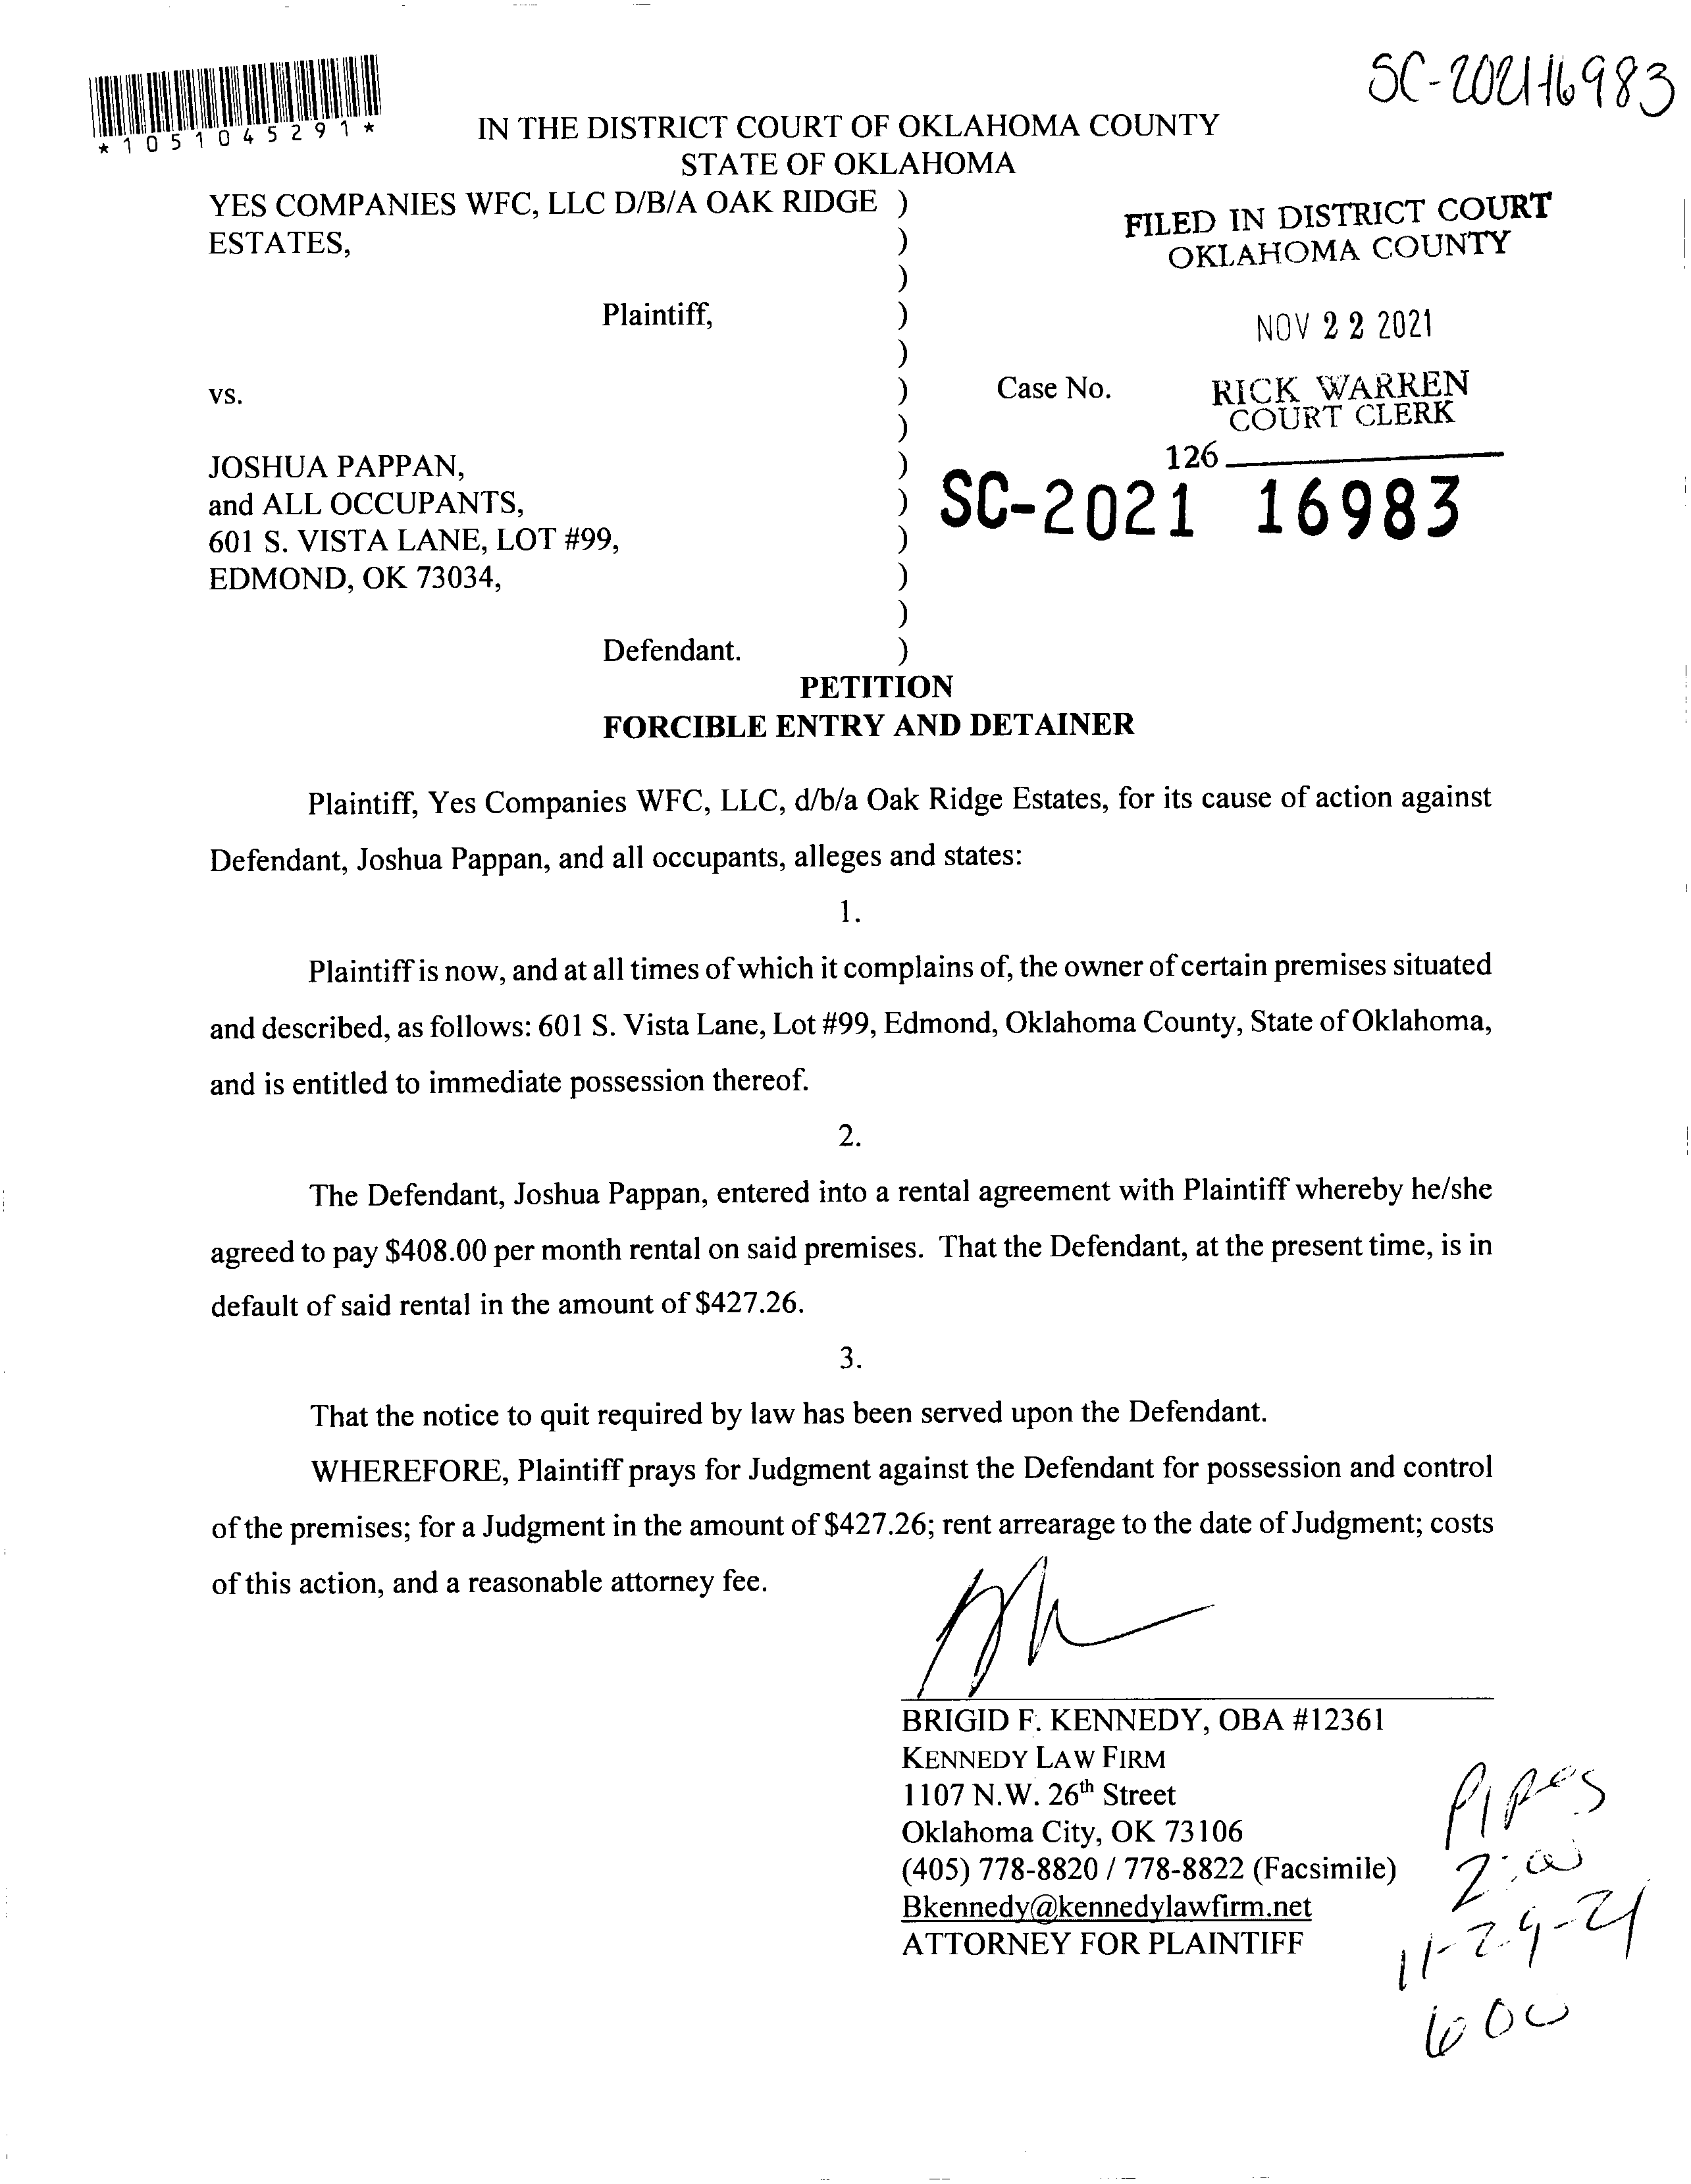 SC-2021-16983
*1051045291*
IN THE DISTRICT COURT OF OKLAHOMA COUNTY
STATE OF OKLAHOMA
YES COMPANIES WFC, LLC D/B/A OAK RIDGE )
ESTATES, )
)
Plaintiff, )
)
vs. )
)
JOSHUA PAPPAN, )
and ALL OCCUPANTS, )
601 S. VISTA LANE, LOT #99, )
EDMOND, OK 73034, )
)
Defendant. )
FILED IN DISTRICT COURT
OKLAHOMA COUNTY
NOV 22 2021
Case No.
RICK WARREN
COURT CLERK
126
SC-2021 16983
PETITION
FORCIBLE ENTRY AND DETAINER
Plaintiff, Yes Companies WFC, LLC, d/b/a Oak Ridge Estates, for its cause of action against
Defendant, Joshua Pappan, and all occupants, alleges and states:
1.
Plaintiff is now, and at all times of which it complains of, the owner of certain premises situated
and described, as follows: 601 S. Vista Lane, Lot #99, Edmond, Oklahoma County, State of Oklahoma,
and is entitled to immediate possession thereof.
2.
The Defendant, Joshua Pappan, entered into a rental agreement with Plaintiff whereby he/she
agreed to pay $408.00 per month rental on said premises. That the Defendant, at the present time, is in
default of said rental in the amount of $427.26.
3.
That the notice to quit required by law has been served upon the Defendant.
WHEREFORE, Plaintiff prays for Judgment against the Defendant for possession and control
of the premises; for a Judgment in the amount of $427.26; rent arrearage to the date of Judgment; costs
of this action, and a reasonable attorney fee.
BRIGID F. KENNEDY, OBA #12361
KENNEDY LAW FIRM
1107 N.W. 26th Street
Oklahoma City, OK 73106
(405) 778-8820 / 778-8822 (Facsimile)
Bkennedy@kennedylawfirm.net
ATTORNEY FOR PLAINTIFF
Pipes
2:00
11-29-21
600